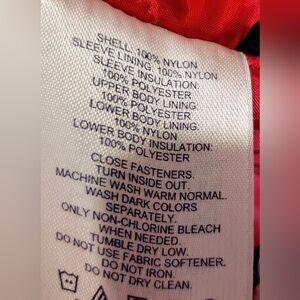 SHELL: 100% NYLON
SLEEVE LINING: 100% NYLON
SLEEVE INSULATION:
100% POLYESTER
UPPER BODY LINING:
100% POLYESTER
LOWER BODY LINING:
100% NYLON
LOWER BODY INSULATION:
100% POLYESTER
CLOSE FASTENERS.
TURN INSIDE OUT.
MACHINE WASH WARM NORMAL.
WASH DARK COLORS
SEPARATELY.
ONLY NON-CHLORINE BLEACH
WHEN NEEDED.
TUMBLE DRY LOW.
DO NOT USE FABRIC SOFTENER.
DO NOT IRON.
DO NOT DRY CLEAN.